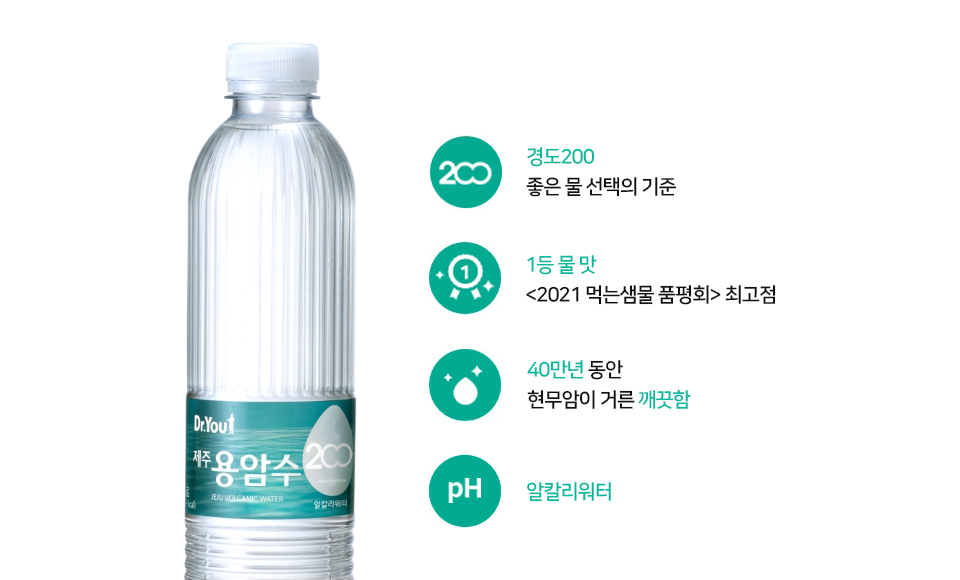 200
경도200
좋은 물 선택의 기준
1
1등 물 맛
<2021 먹는샘물 품평회> 최고점
40만년 동안
현무암이 거른 깨끗함
pH
알칼리워터
Dr.You
제주 용암수
200
JEJU VOLCANIC WATER
알칼리워터
kcal)